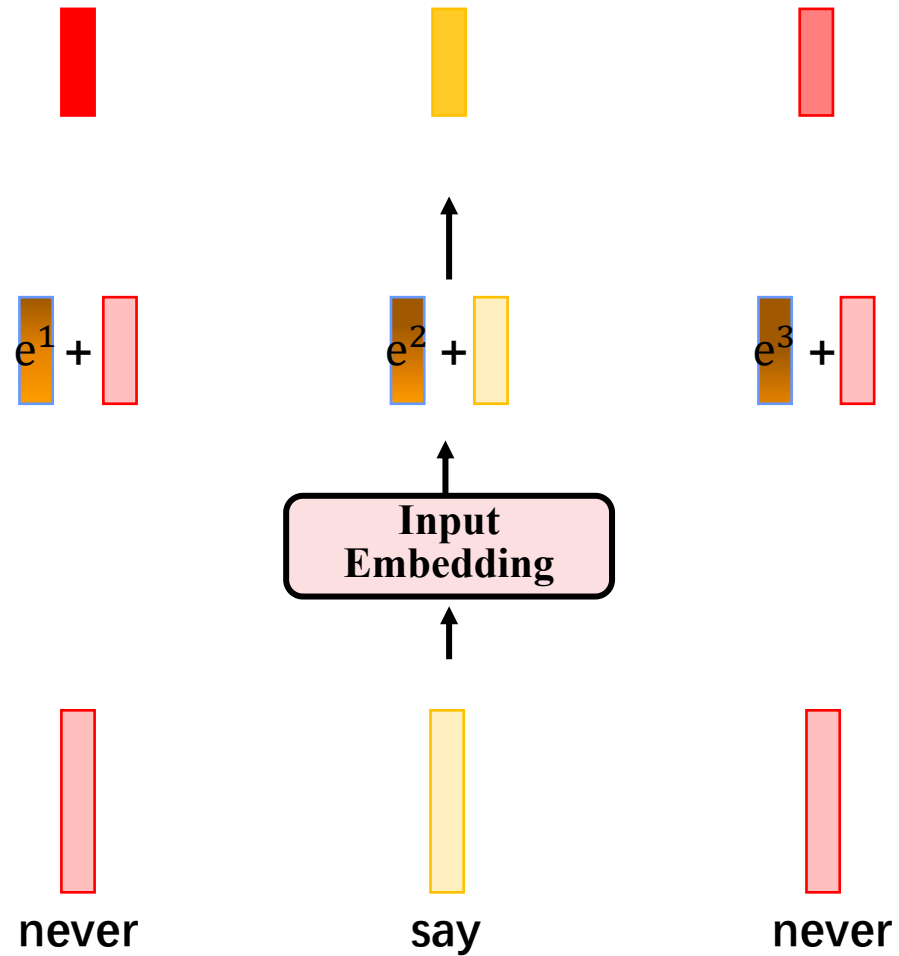 e¹ + e² + e³ +
Input
Embedding
never say never